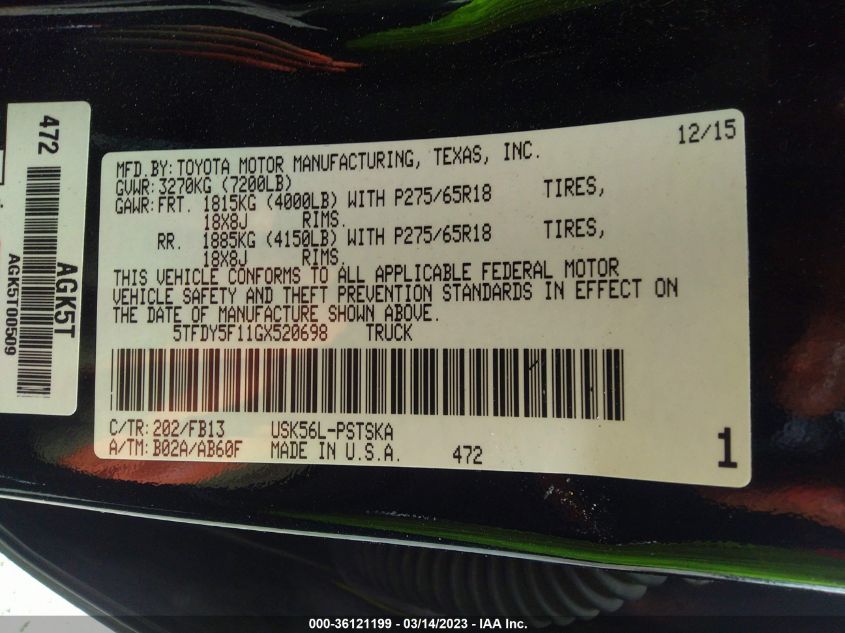 12/15
MFD.BY: TOYOTA MOTOR MANUFACTURING, TEXAS, INC.
GVWR: 3270KG (7200LB)
GAWR: FRT. 1815KG (4000LB) WITH P275/65R18 TIRES,
18X8J RIMS.
RR. 1885KG (4150LB) WITH P275/65R18 TIRES,
18X8J RIMS.
THIS VEHICLE CONFORMS TO ALL APPLICABLE FEDERAL MOTOR
VEHICLE SAFETY AND THEFT PREVENTION STANDARDS IN EFFECT ON
THE DATE OF MANUFACTURE SHOWN ABOVE.
5TFDY5F11GX520698 TRUCK
C/TR: 202/FB13 USK56L-PSTSKA
A/TM: B02A/AB60F MADE IN U.S.A. 472 1
472
AGK5T
AGK5T00509
000-36121199 - 03/14/2023 - IAA Inc.